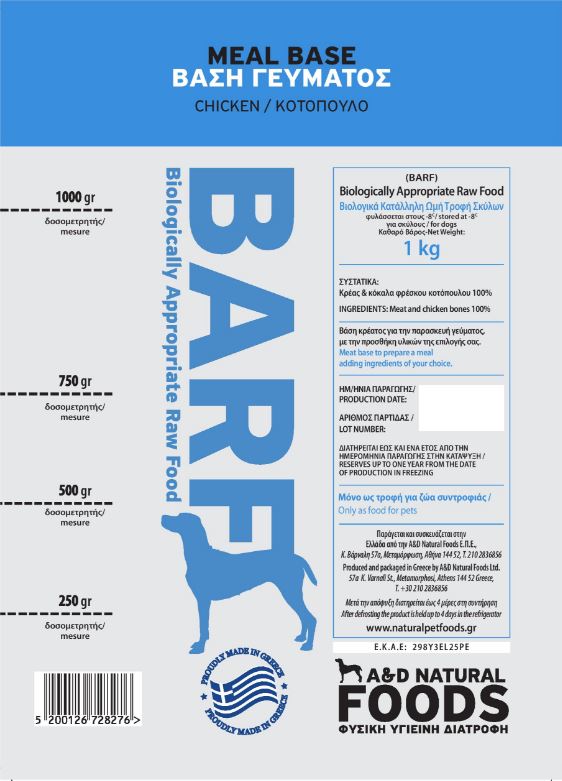 MEAL BASE
ΒΑΣΗ ΓΕΥΜΑΤΟΣ
CHICKEN / ΚΟΤΟΠΟΥΛΟ
1000 gr
δοσομετρητής/
mesure
750 gr
δοσομετρητής/
mesure
500 gr
δοσομετρητής/
mesure
250 gr
δοσομετρητής/
mesure
BARF
Biologically Appropriate Raw Food
(BARF)
Biologically Appropriate Raw Food
Βιολογικά Κατάλληλη Ωμή Τροφή Σκύλων
φυλάσσεται στους -8ᶜ/ stored at -8ᶜ
για σκύλους / for dogs
Καθαρό Βάρος-Net Weight:
1 kg
ΣΥΣΤΑΤΙΚΑ:
Κρέας & κόκαλα φρέσκου κοτόπουλου 100%
INGREDIENTS: Meat and chicken bones 100%
Βάση κρέατος για την παρασκευή γεύματος,
με την προσθήκη υλικών της επιλογής σας.
Meat base to prepare a meal
adding ingredients of your choice.
ΗΜ/ΗΝΙΑ ΠΑΡΑΓΩΓΗΣ/
PRODUCTION DATE:
ΑΡΙΘΜΟΣ ΠΑΡΤΙΔΑΣ /
LOT NUMBER:
ΔΙΑΤΗΡΕΙΤΑΙ ΕΩΣ ΚΑΙ ΕΝΑ ΕΤΟΣ ΑΠΟ ΤΗΝ
ΗΜΕΡΟΜΗΝΙΑ ΠΑΡΑΓΩΓΗΣ ΣΤΗΝ ΚΑΤΑΨΥΞΗ /
RESERVES UP TO ONE YEAR FROM THE DATE
OF PRODUCTION IN FREEZING
Μόνο ως τροφή για ζώα συντροφιάς /
Only as food for pets
Παράγεται και συσκευάζεται στην
Ελλάδα από την A&D Natural Foods Ε.Π.Ε.,
Κ. Βάρναλη 57α, Μεταμόρφωση, Αθήνα 144 52, Τ. 210 2836856
Produced and packaged in Greece by A&D Natural Foods Ltd.
57α K. Varnali St., Metamorphosi, Athens 144 52 Greece,
T. +30 210 2836856
Μετά την απόψυξη διατηρείται έως 4 μέρες στη συντήρηση
After defrosting the product is held up to 4 days in the refrigerator
www.naturalpetfoods.gr
Ε.Κ.Α.Ε: 298Y3EL25PE
PROUDLY MADE IN GREECE
PROUDLY MADE IN GREECE
A&D NATURAL
FOODS
ΦΥΣΙΚΗ ΥΓΙΕΙΝΗ ΔΙΑΤΡΟΦΗ
5 200126 728276 >